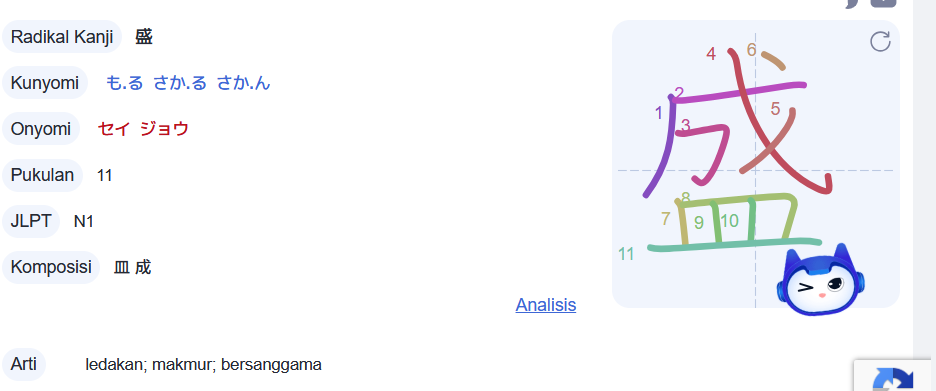 Radikal Kanji 盛
Kunyomi も.る さか.る さか.ん
Onyomi セイ ジョウ
Pukulan 11
JLPT N1
Komposisi 皿 成
Analisis
Arti ledakan; makmur; bersanggama
4 6
2
1 5
3
8
7 9 10
11